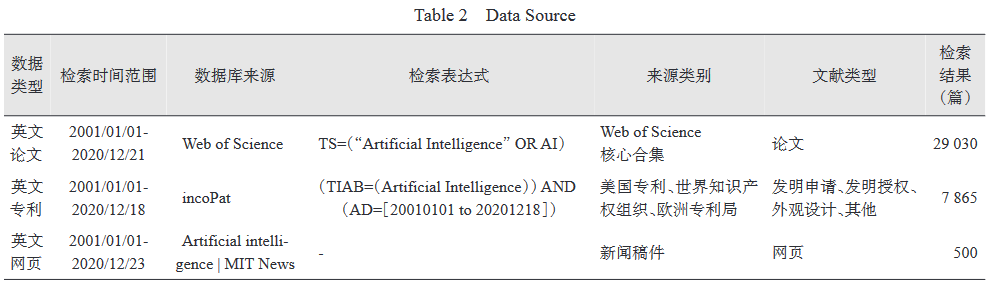 Table 2 Data Source
数据
类型
检索时间范围
数据库来源
检索表达式
来源类别
文献类型
检索
结果
（篇）
英文
论文
2001/01/01-
2020/12/21
Web of Science
TS=(“Artificial Intelligence” OR AI)
Web of Science
核心合集
论文
29 030
英文
专利
2001/01/01-
2020/12/18
incoPat
(TIAB=(Artificial Intelligence)) AND
(AD=[20010101 to 20201218])
美国专利、世界知识产
权组织、欧洲专利局
发明申请、发明授权、
外观设计、其他
7 865
英文
网页
2001/01/01-
2020/12/23
Artificial intelli-
gence | MIT News
-
新闻稿件
网页
500